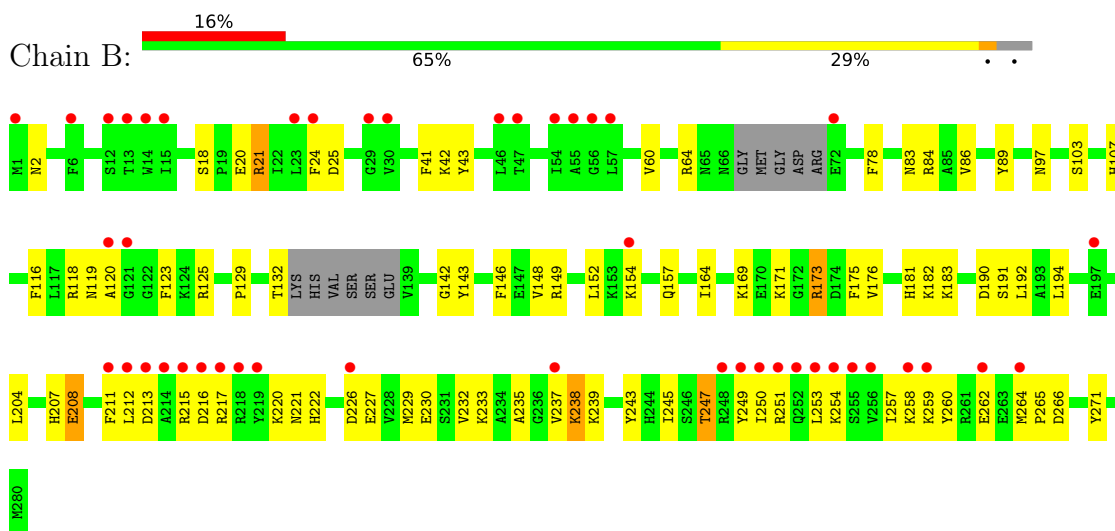 16%
Chain B:
65% 29% • •
M1 N2 F6 S12 T13 W14 I15 S18 P19 E20 R21 I22 L23 F24 D25 G29 V30 F41 K42 Y43 L46 T47 I54 A55 G56 L57 V60 R64 N65 N66 GLY MET GLY ASP ARG E72 F78 N83 R84 A85 V86 Y89 N97 S103 H107
F116 L117 R118 N119 A120 G121 G122 F123 K124 R125 P129 T132 LYS HIS VAL SER SER GLU V139 G142 Y143 F146 E147 V148 R149 L152 K153 K154 Q157 I164 K169 E170 K171 G172 R173 D174 F175 V176 H181 K182 K183 D190 S191 L192 A193 L194 E197
L204 H207 E208 F211 L212 D213 A214 R215 D216 R217 R218 Y219 K220 N221 H222 D226 E227 V228 M229 E230 S231 V232 K233 A234 A235 G236 V237 K238 K239 Y243 H244 I245 S246 T247 R248 Y249 I250 R251 Q252 L253 K254 S255 V256 I257 K258 K259 Y260 R261 E262 E263 M264 P265 D266 Y271
M280